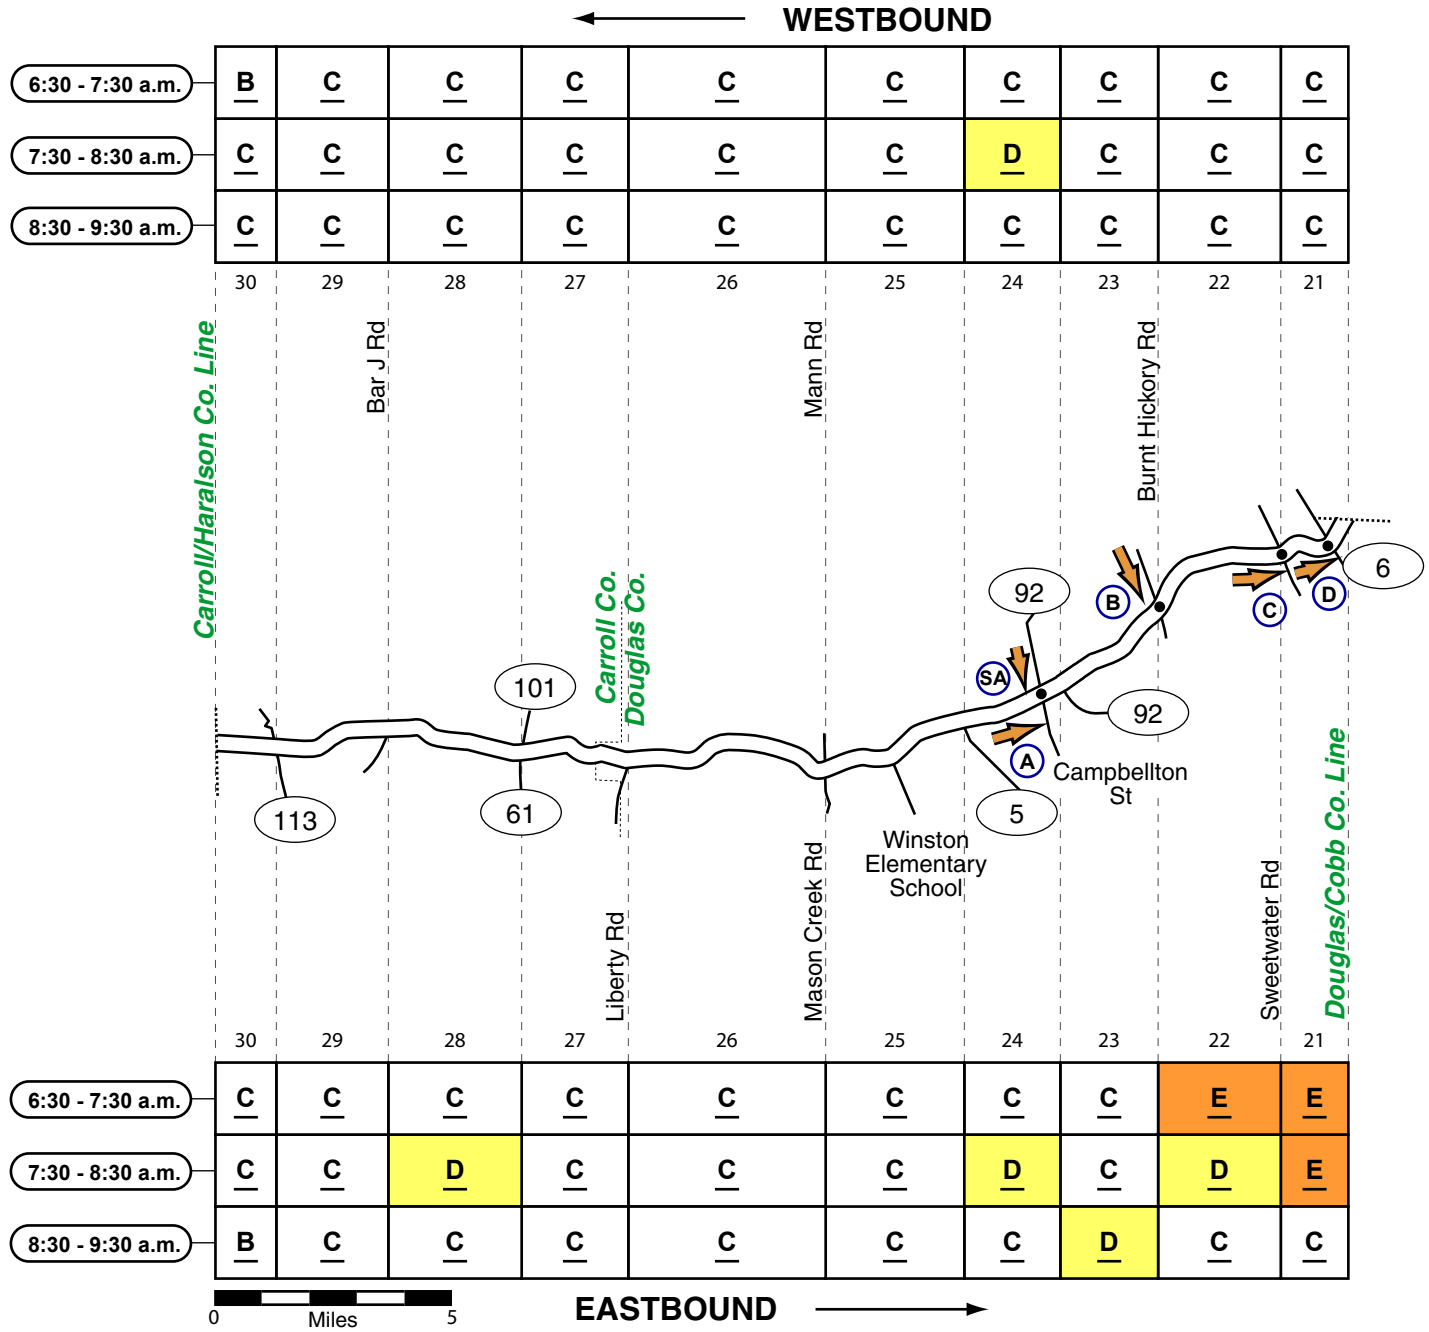 WESTBOUND
6:30 - 7:30 a.m. B C C C C C C C C C
7:30 - 8:30 a.m. C C C C C C D C C C
8:30 - 9:30 a.m. C C C C C C C C C C
30 29 28 27 26 25 24 23 22 21
Carroll/Haralson Co. Line
Bar J Rd
Mann Rd
Burnt Hickory Rd
Carroll Co.
Douglas Co.
92
B
6
C
D
SA
101
92
A
Campbellton
St
113
61
5
Winston
Elementary
School
Liberty Rd
Mason Creek Rd
Sweetwater Rd
Douglas/Cobb Co. Line
30 29 28 27 26 25 24 23 22 21
6:30 - 7:30 a.m. C C C C C C C C E E
7:30 - 8:30 a.m. C C D C C C D C D E
8:30 - 9:30 a.m. B C C C C C C D C C
0 Miles 5
EASTBOUND